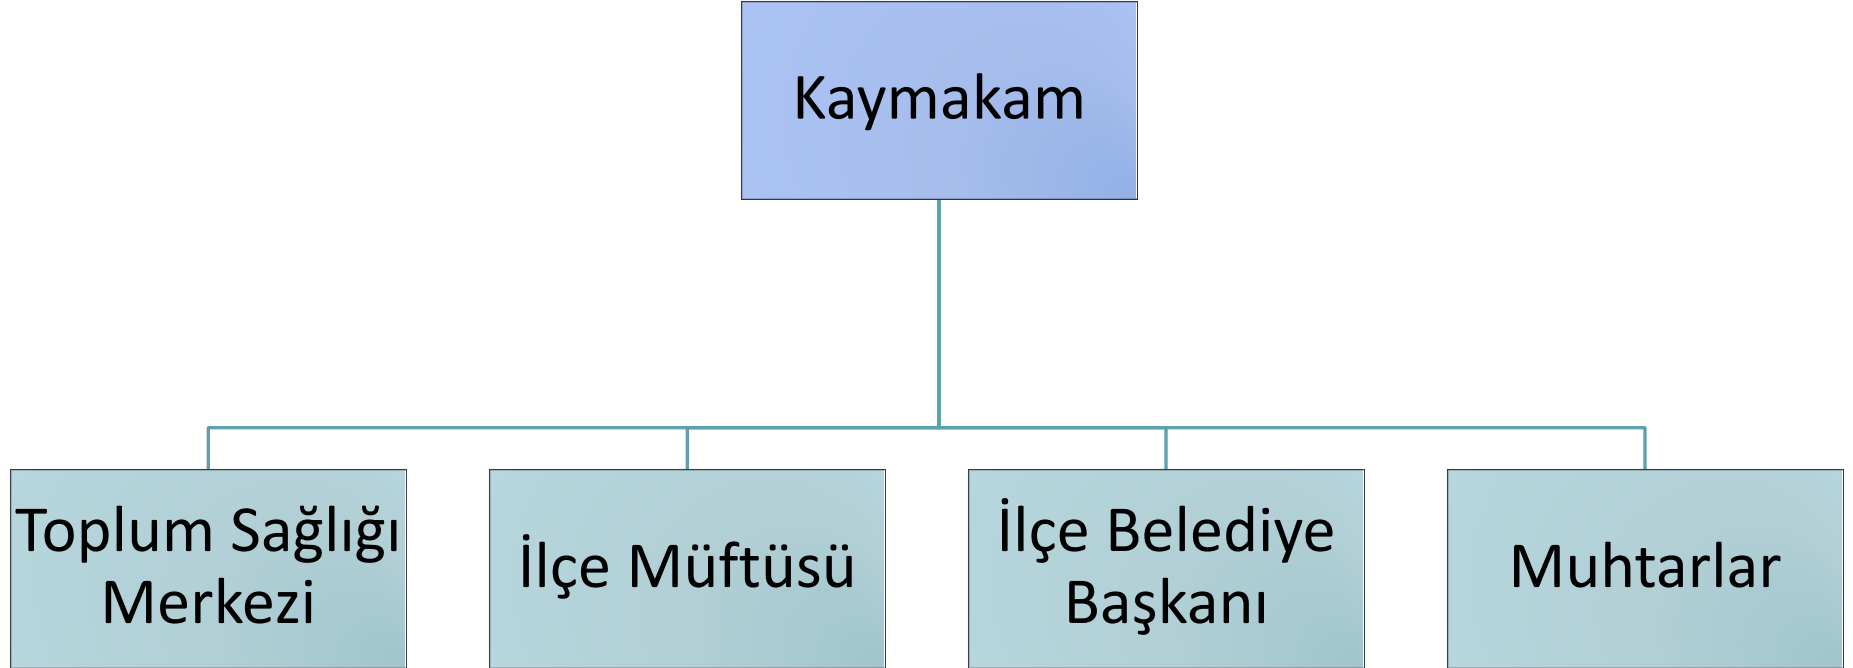 Kaymakam
Toplum Sağlığı
Merkezi
İlçe Müftüsü
İlçe Belediye
Başkanı
Muhtarlar